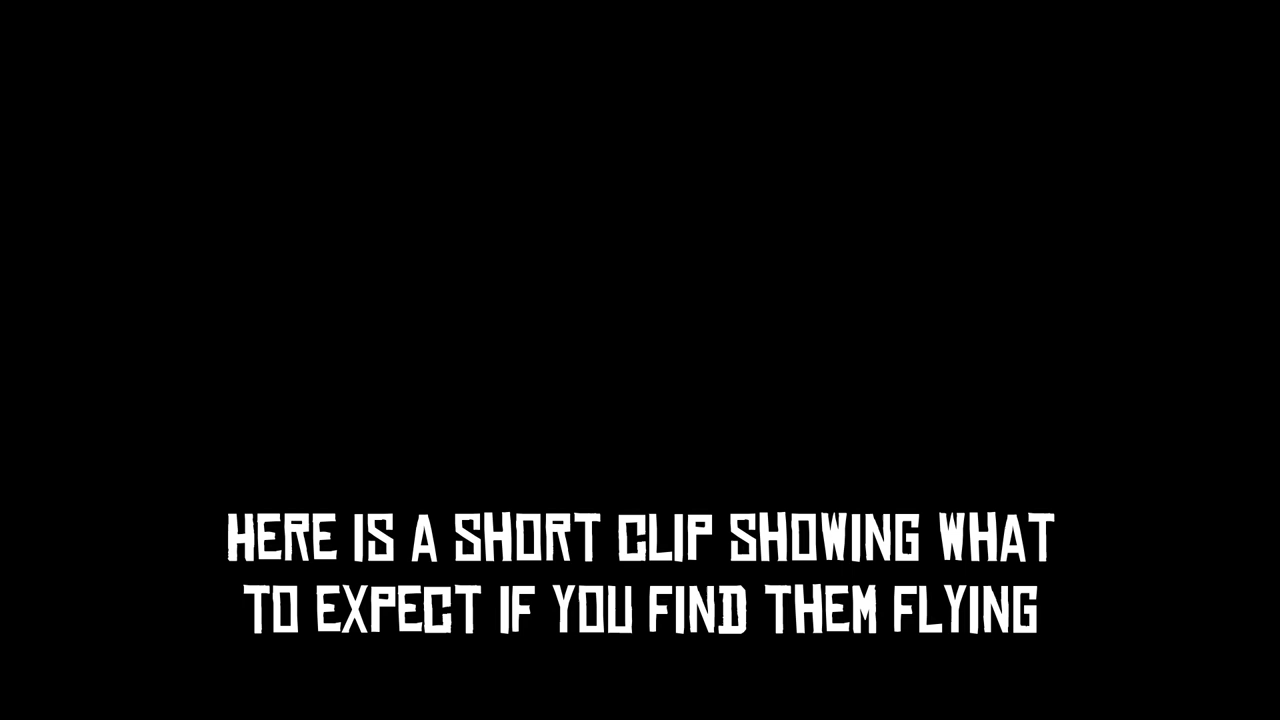 HERE IS A SHORT CLIP SHOWING WHAT
TO EXPECT IF YOU FIND THEM FLYING